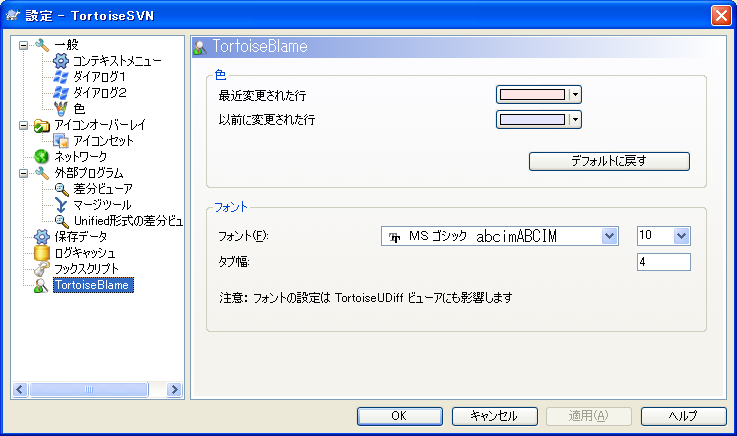 設定 - TortoiseSVN
一般
コンテキストメニュー
ダイアログ1
ダイアログ2
色
アイコンオーバーレイ
アイコンセット
ネットワーク
外部プログラム
差分ビューア
マージツール
Unified形式の差分ビュ
保存データ
ログキャッシュ
フックスクリプト
TortoiseBlame
TortoiseBlame
色
最近変更された行
以前に変更された行
デフォルトに戻す
フォント
フォント(F): MS ゴシック abcimABCIM 10
タブ幅: 4
注意: フォントの設定は TortoiseUDiff ビューアにも影響します
OK キャンセル 適用(A) ヘルプ